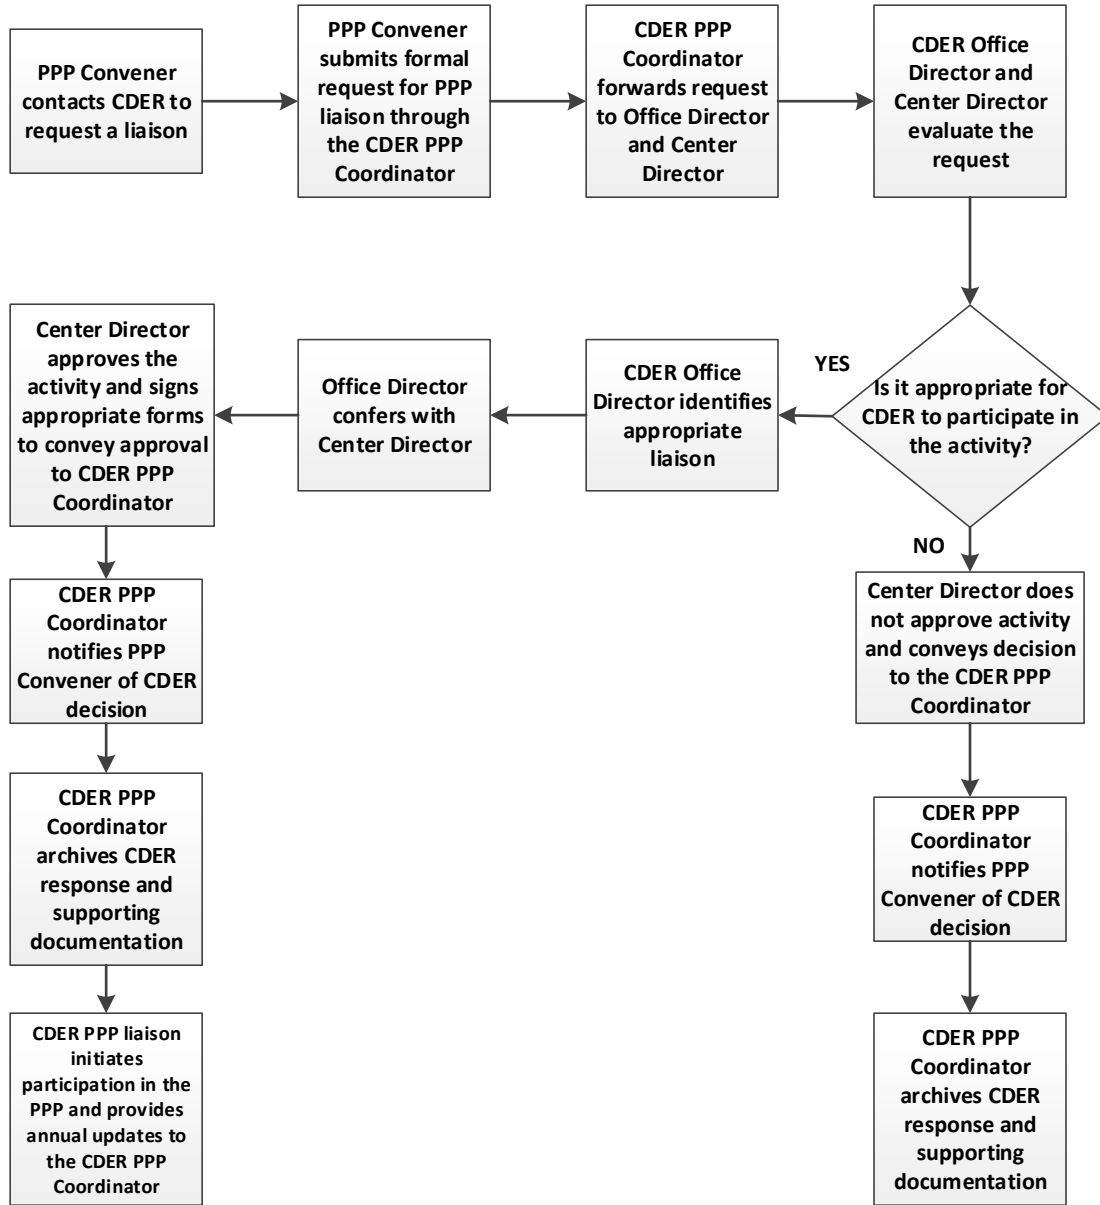 PPP Convener
contacts CDER to
request a liaison
PPP Convener
submits formal
request for PPP
liaison through
the CDER PPP
Coordinator
CDER PPP
Coordinator
forwards request
to Office Director
and Center
Director
CDER Office
Director and
Center Director
evaluate the
request
Is it appropriate for
CDER to participate in
the activity?
YES
CDER Office
Director identifies
appropriate
liaison
Office Director
confers with
Center Director
Center Director
approves the
activity and signs
appropriate forms
to convey approval
to CDER PPP
Coordinator
CDER PPP
Coordinator
notifies PPP
Convener of CDER
decision
CDER PPP
Coordinator
archives CDER
response and
supporting
documentation
CDER PPP liaison
initiates
participation in the
PPP and provides
annual updates to
the CDER PPP
Coordinator
NO
Center Director does
not approve activity
and conveys decision
to the CDER PPP
Coordinator
CDER PPP
Coordinator
notifies PPP
Convener of CDER
decision
CDER PPP
Coordinator
archives CDER
response and
supporting
documentation